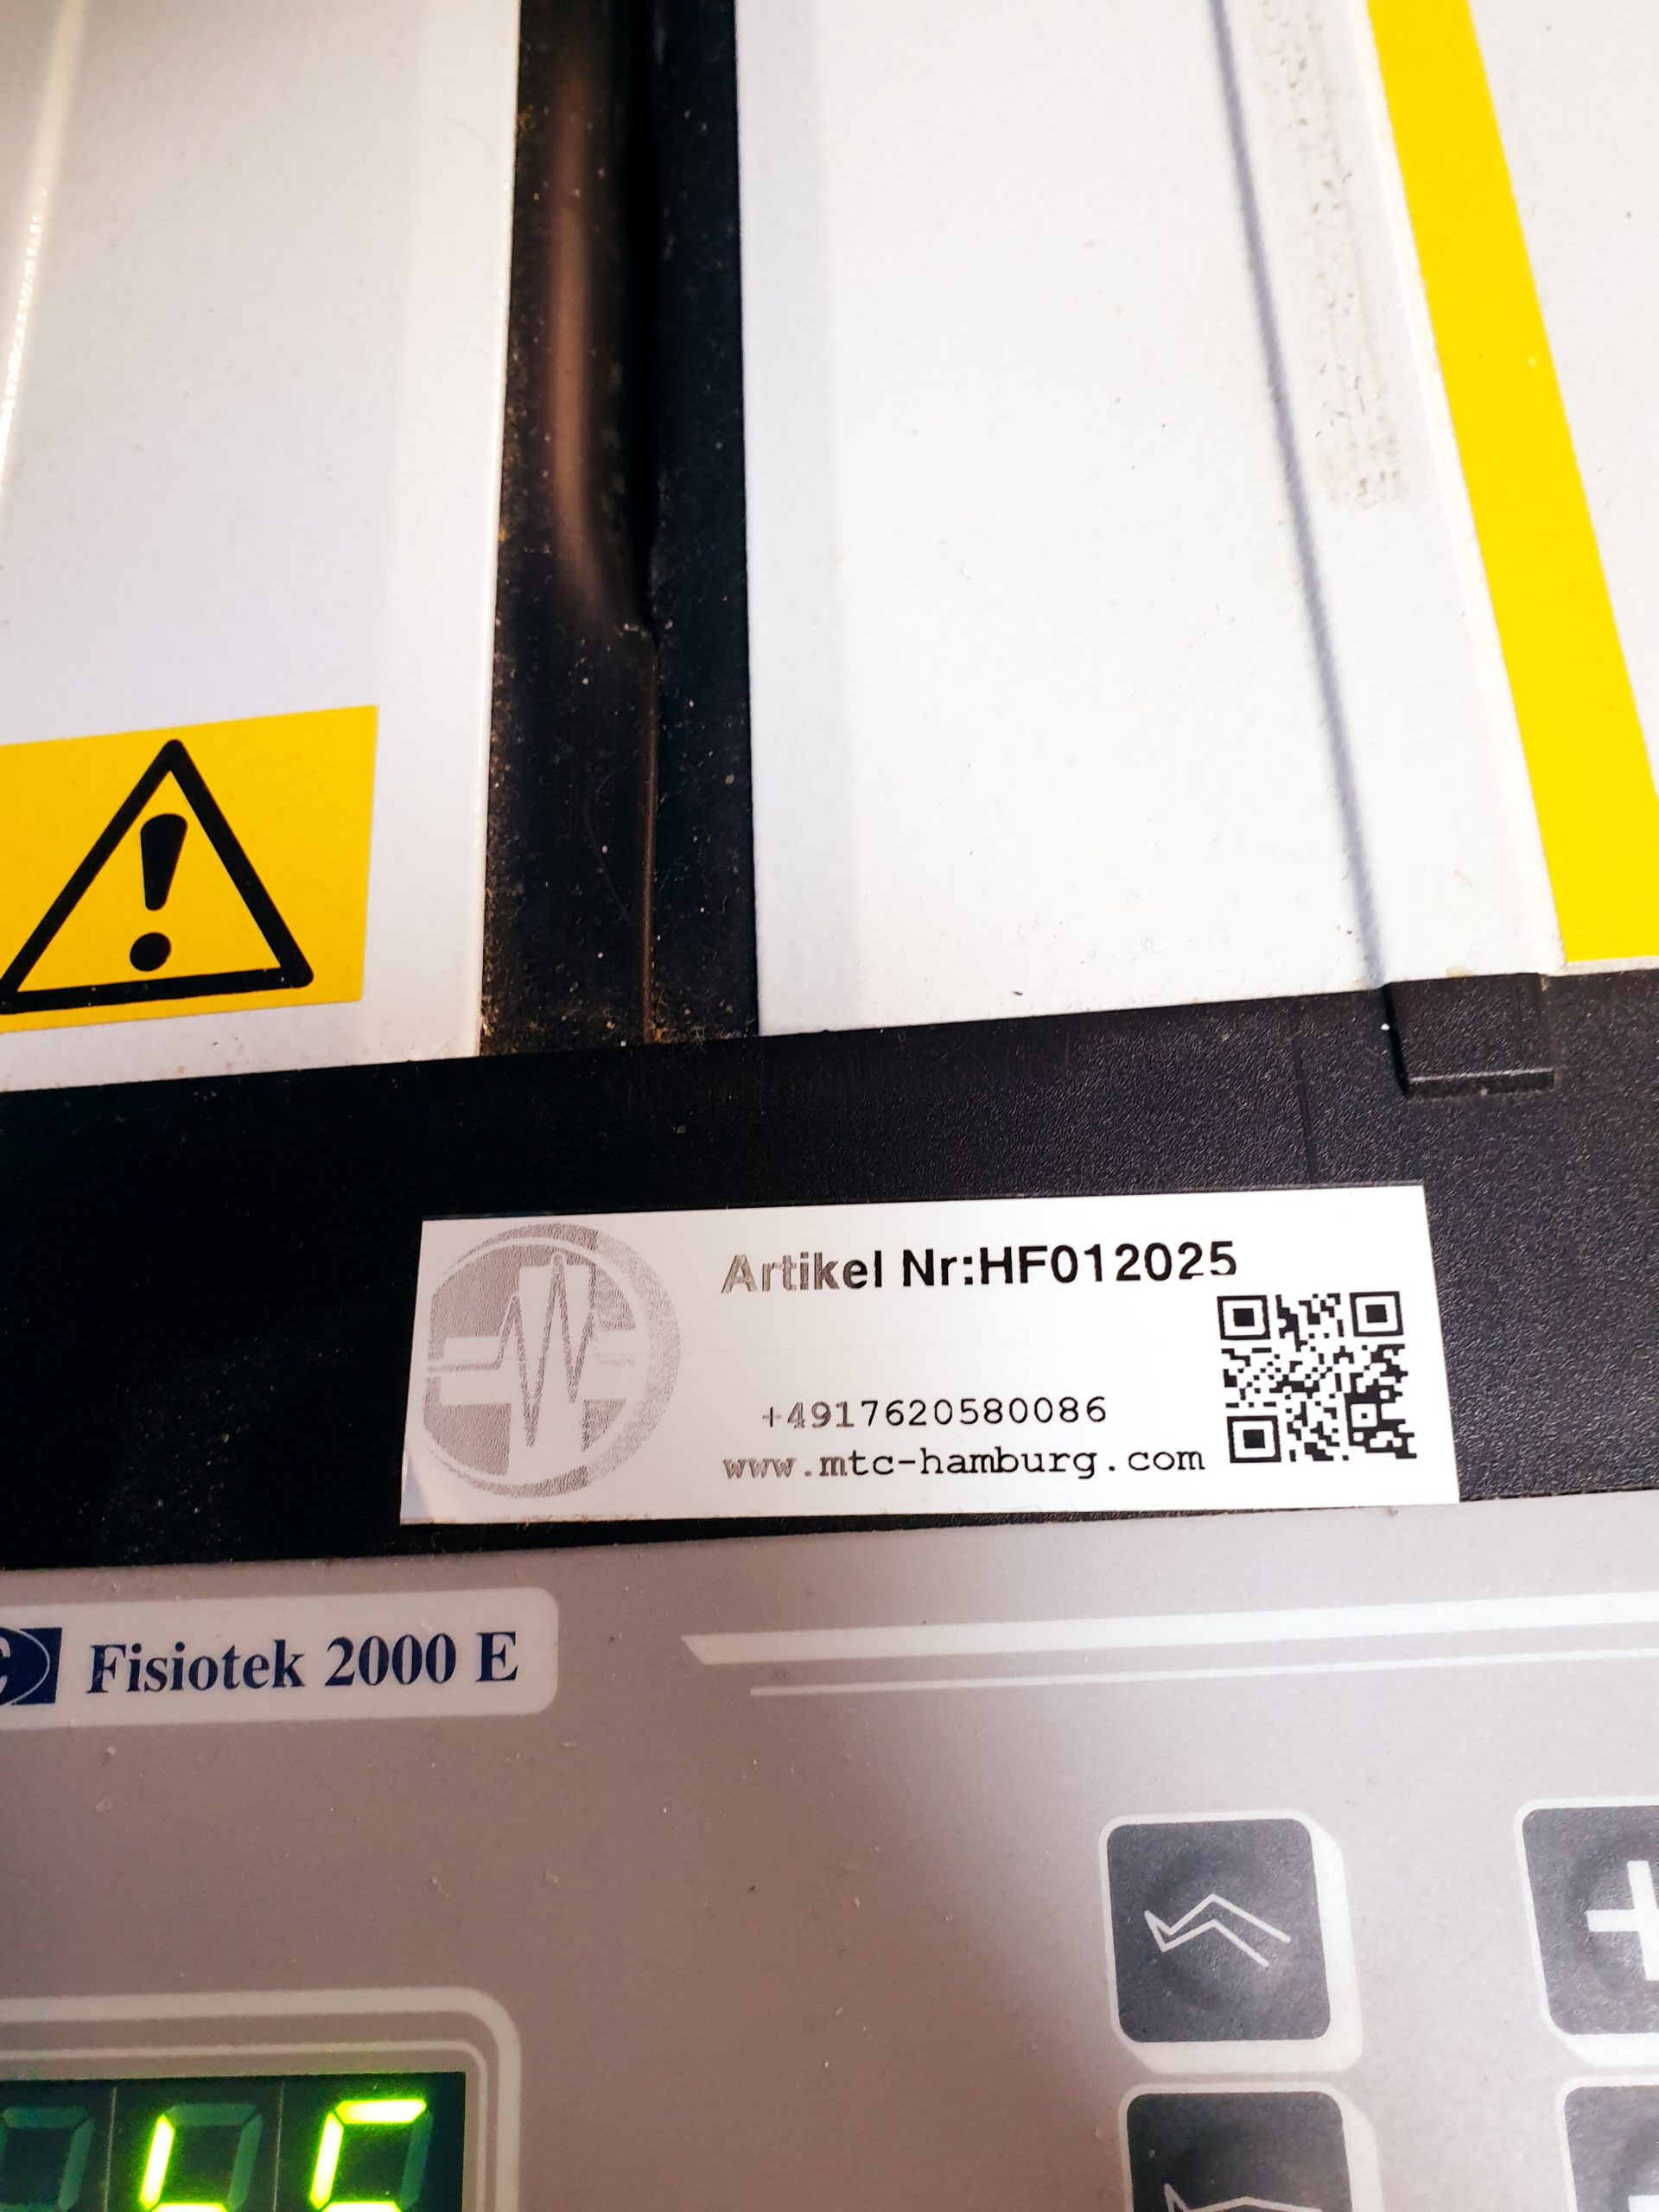 Artikel Nr:HF012025
+4917620580086
www.mtc-hamburg.com
Fisiotek 2000 E